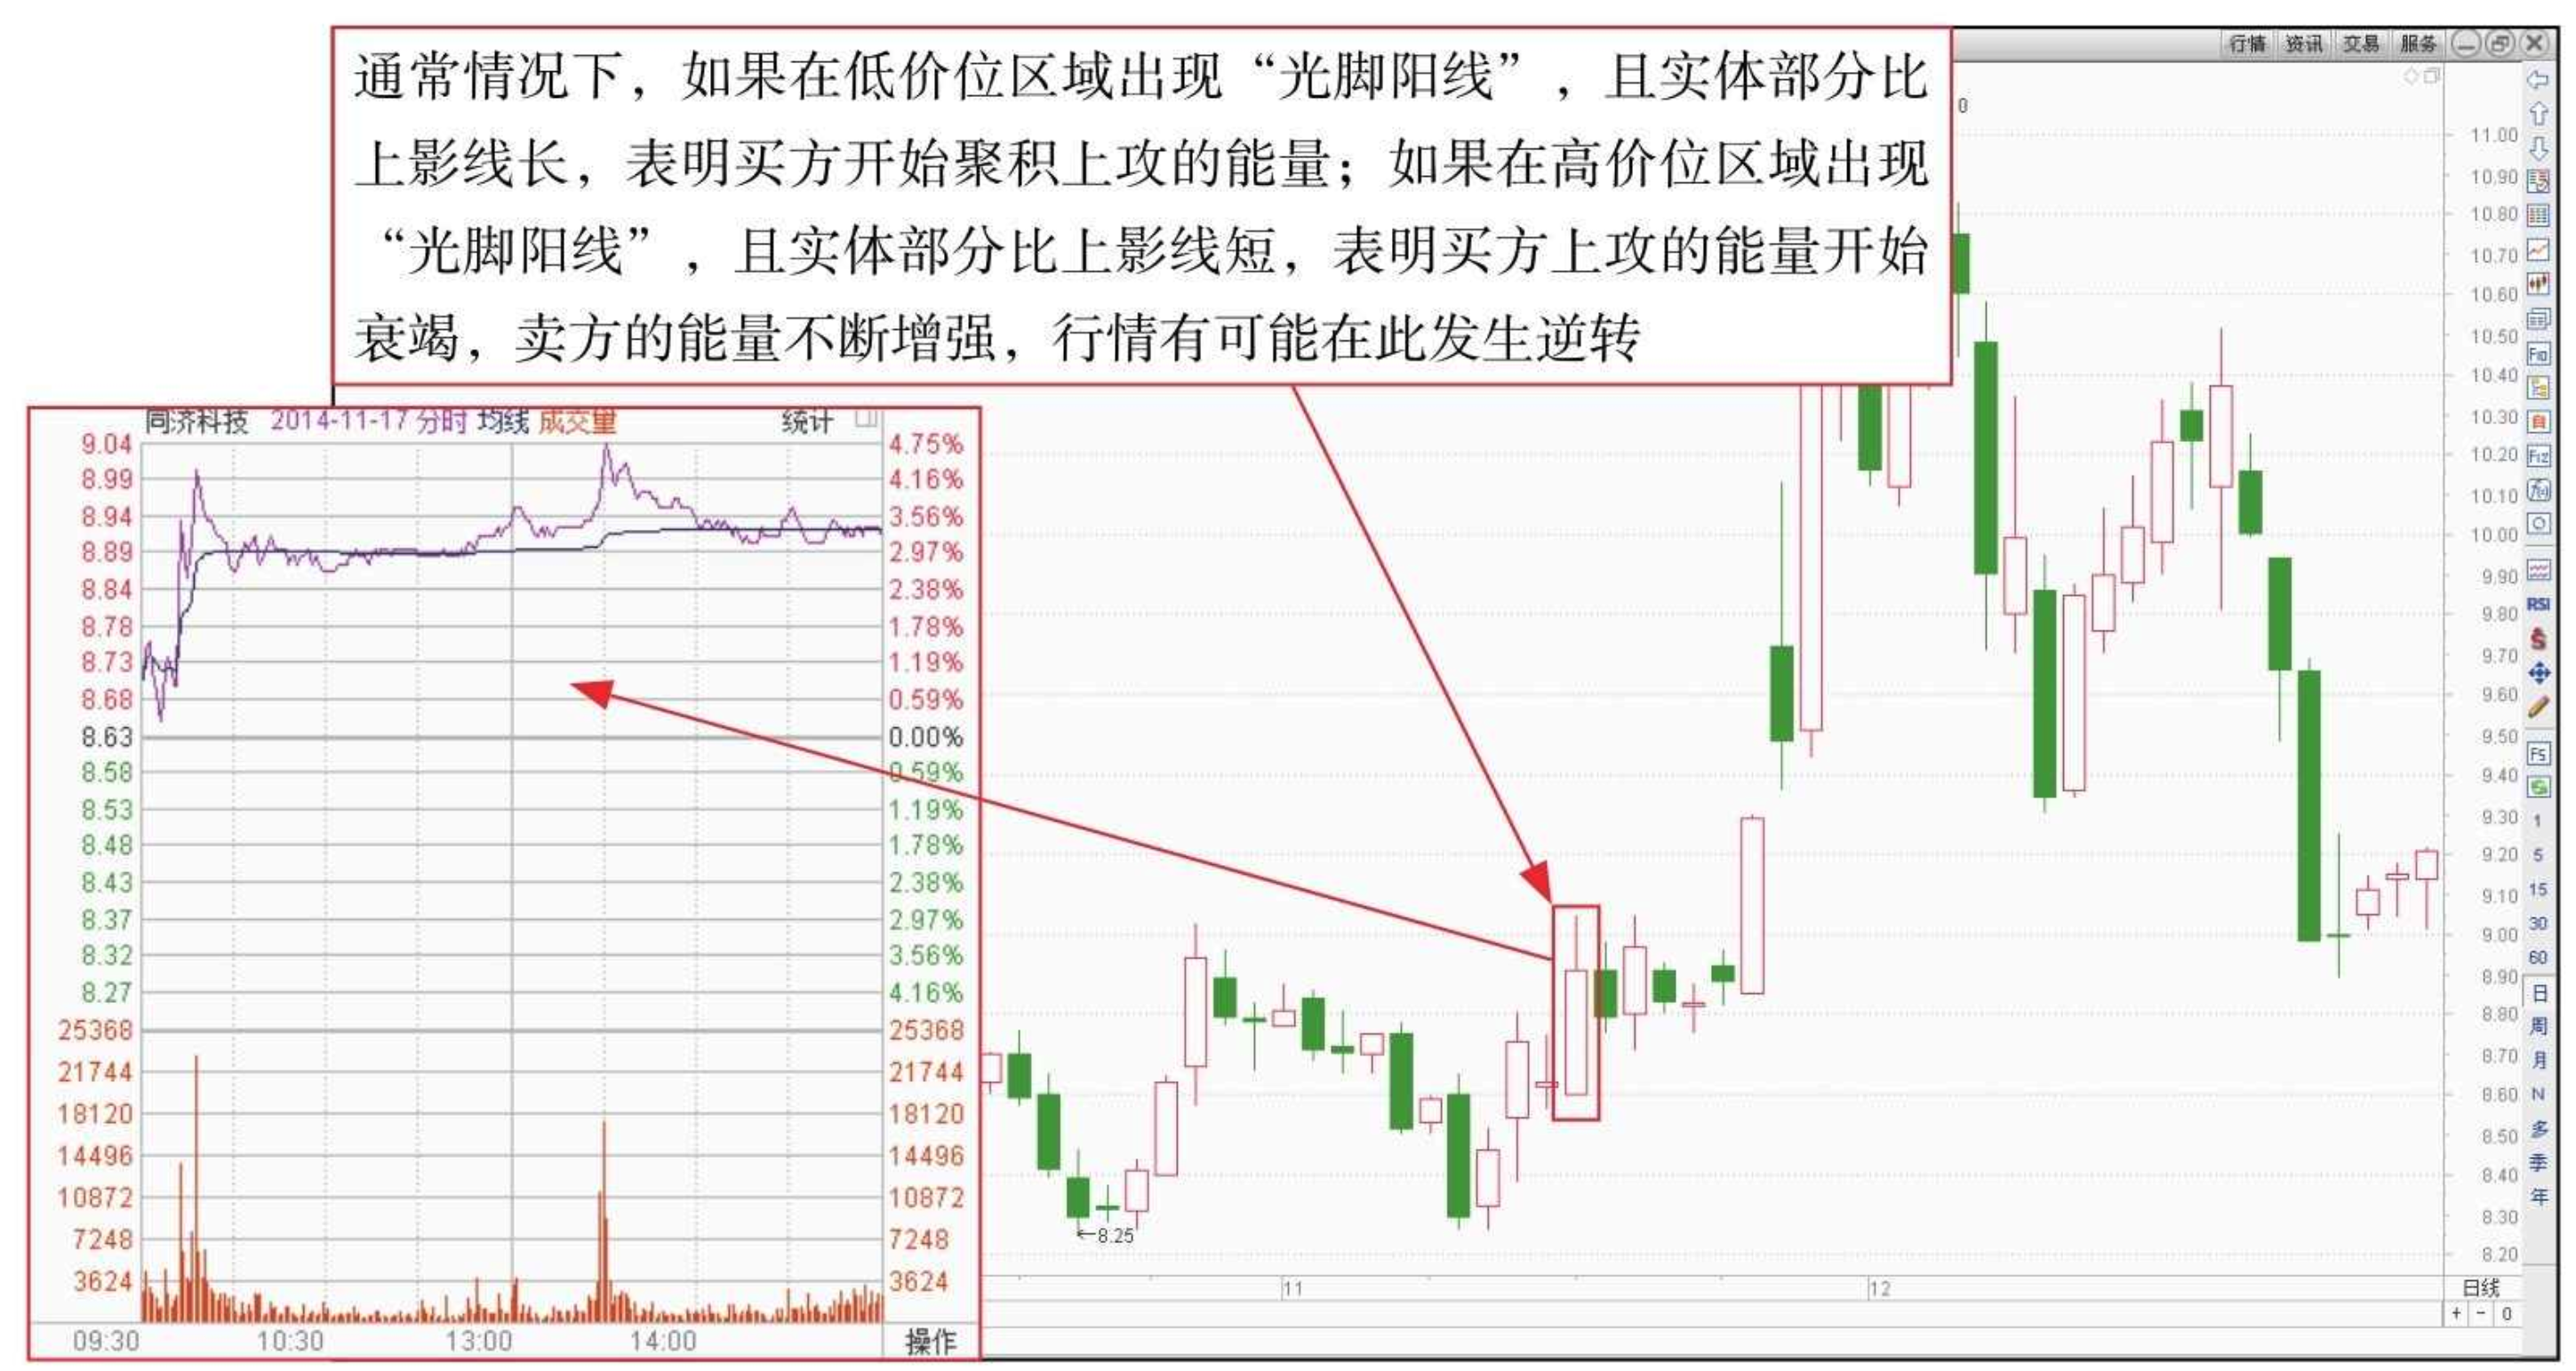 通常情况下，如果在低价位区域出现“光脚阳线”，且实体部分比
上影线长，表明买方开始聚积上攻的能量；如果在高价位区域出现
“光脚阳线”，且实体部分比上影线短，表明买方上攻的能量开始
衰竭，卖方的能量不断增强，行情有可能在此发生逆转
行情 资讯 交易 服务
0
同济科技 2014-11-17 分时 均线 成交量 统计
9.04 4.75%
8.99 4.16%
8.94 3.56%
8.89 2.97%
8.84 2.38%
8.78 1.78%
8.73 1.19%
8.68 0.59%
8.63 0.00%
8.58 0.59%
8.53 1.19%
8.48 1.78%
8.43 2.38%
8.37 2.97%
8.32 3.56%
8.27 4.16%
25368 25368
21744 21744
18120 18120
14496 14496
10872 10872
7248 7248
3624 3624
09:30 10:30 13:00 14:00 操作
←8.25
11 12 日线
+ - 0
11.00
10.90
10.80
10.70
10.60
10.50
10.40
10.30
10.20
10.10
10.00
9.90
9.80
9.70
9.60
9.50
9.40
9.30
9.20
9.10
9.00
8.90
8.80
8.70
8.60
8.50
8.40
8.30
8.20
F10
自
F12
RSI
F5
1
5
15
30
60
日
周
月
N
多
季
年